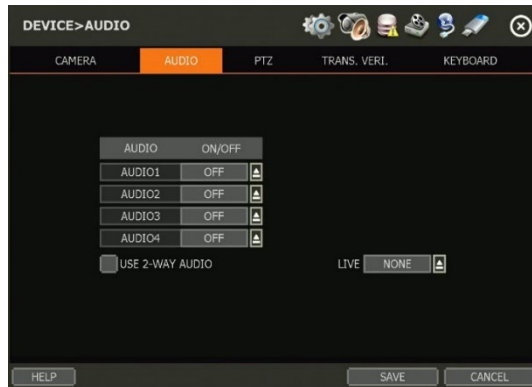 DEVICE>AUDIO
CAMERA AUDIO PTZ TRANS. VERI. KEYBOARD
AUDIO ON/OFF
AUDIO1 OFF
AUDIO2 OFF
AUDIO3 OFF
AUDIO4 OFF
USE 2-WAY AUDIO LIVE NONE
HELP SAVE CANCEL